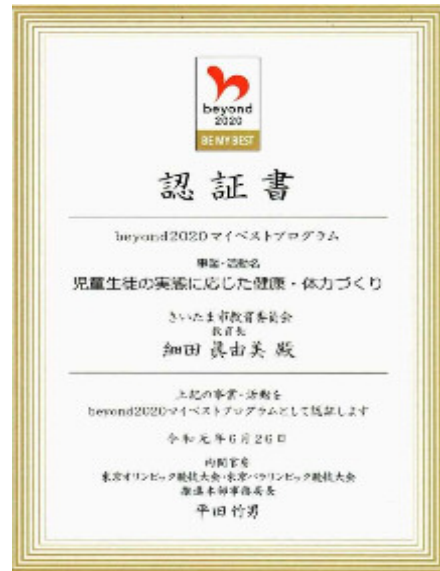 beyond
2020
BE MY BEST
認証書
beyond2020マイベストプログラム
事業・活動名
児童生徒の実態に応じた健康・体力づくり
さいたま市教育委員会
教育長
細田 眞由美 殿
上記の事業・活動を
beyond2020マイベストプログラムとして認証します
令和元年6月26日
内閣官房
東京オリンピック競技大会・東京パラリンピック競技大会
推進本部事務局長
平田竹男